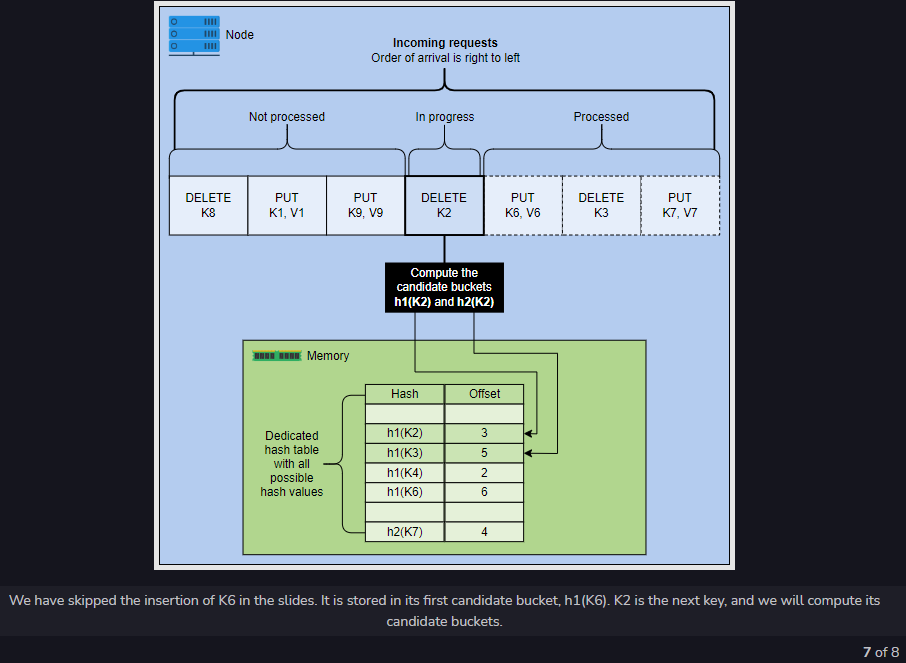 Node
Incoming requests
Order of arrival is right to left
Not processed
In progress
Processed
DELETE
K8
PUT
K1, V1
PUT
K9, V9
DELETE
K2
PUT
K6, V6
DELETE
K3
PUT
K7, V7
Compute the
candidate buckets
h1(K2) and h2(K2)
Memory
Dedicated
hash table
with all
possible
hash values
Hash Offset
h1(K2) 3
h1(K3) 5
h1(K4) 2
h1(K6) 6
h2(K7) 4
We have skipped the insertion of K6 in the slides. It is stored in its first candidate bucket, h1(K6). K2 is the next key, and we will compute its
candidate buckets.
7 of 8